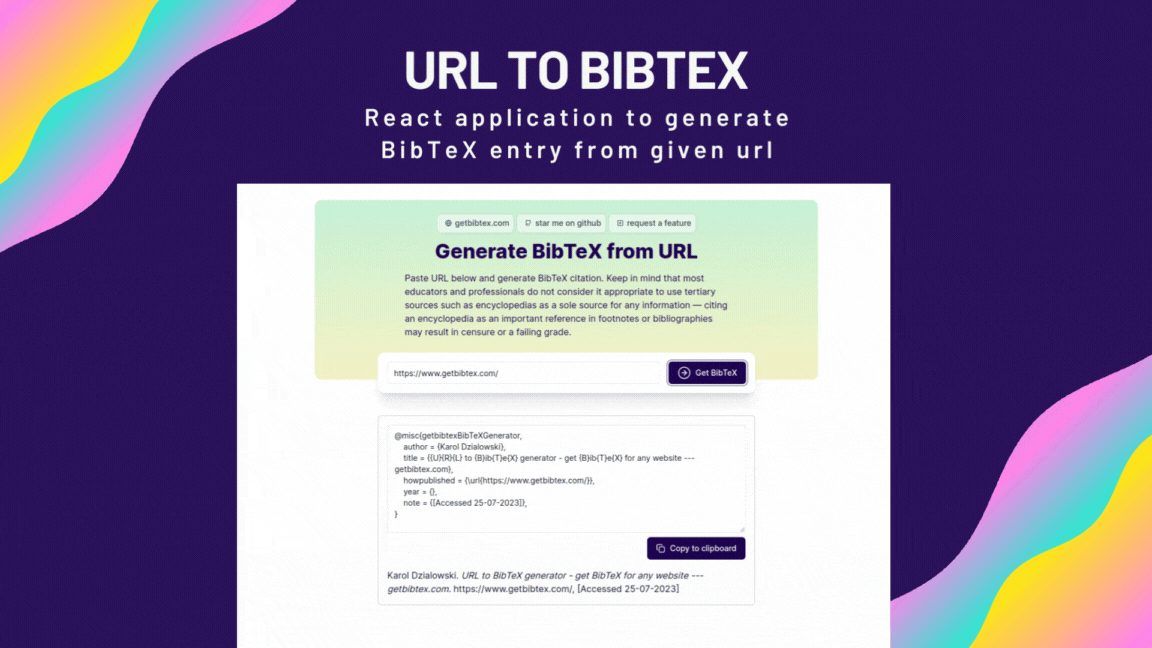 URL TO BIBTEX
React application to generate
BibTeX entry from given url
getbibtex.com
star me on github
request a feature
Generate BibTeX from URL
Paste URL below and generate BibTeX citation. Keep in mind that most
educators and professionals do not consider it appropriate to use tertiary
sources such as encyclopedias as a sole source for any information — citing
an encyclopedia as an important reference in footnotes or bibliographies
may result in censure or a failing grade.
https://www.getbibtex.com/
Get BibTeX
@misc{getbibtexBibTeXGenerator,
author = {Karol Dzialowski},
title = {{U}{R}{L} to {B}ib{T}e{X} generator - get {B}ib{T}e{X} for any website ---
getbibtex.com},
howpublished = {\url{https://www.getbibtex.com/}},
year = {},
note = {[Accessed 25-07-2023]},
}
Copy to clipboard
Karol Dzialowski. URL to BibTeX generator - get BibTeX for any website ---
getbibtex.com. https://www.getbibtex.com/, [Accessed 25-07-2023]